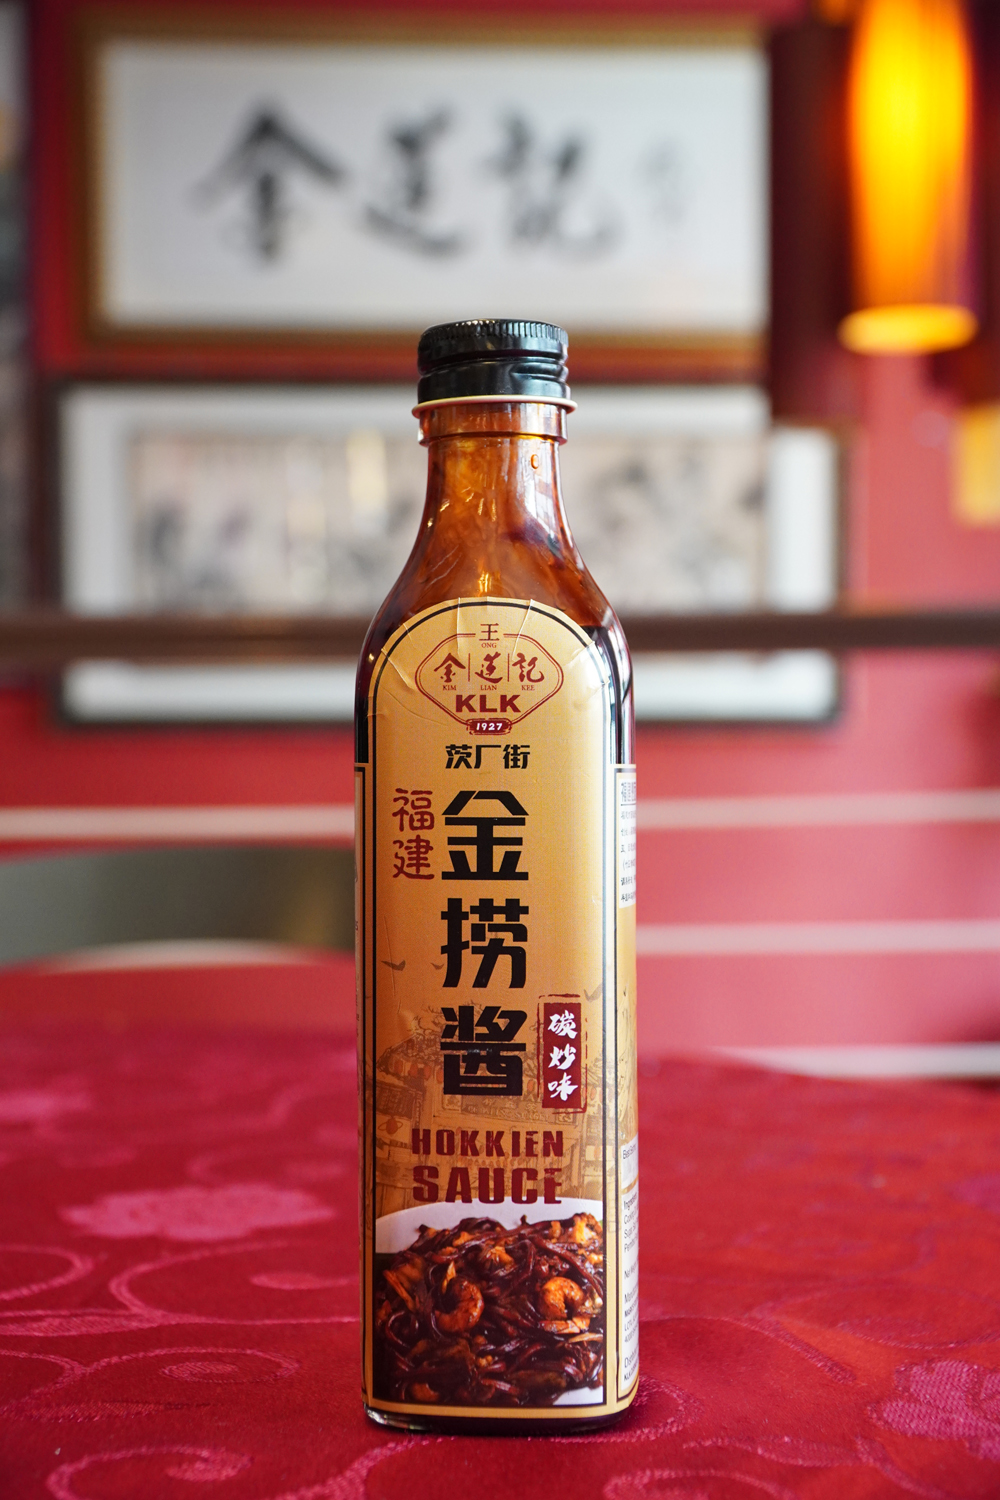 金蓮記
王
ONG
金蓮記
KIM LIAN KEE
KLK
1927
茨厂街
福建
金捞酱
碳炒味
HOKKIEN
SAUCE